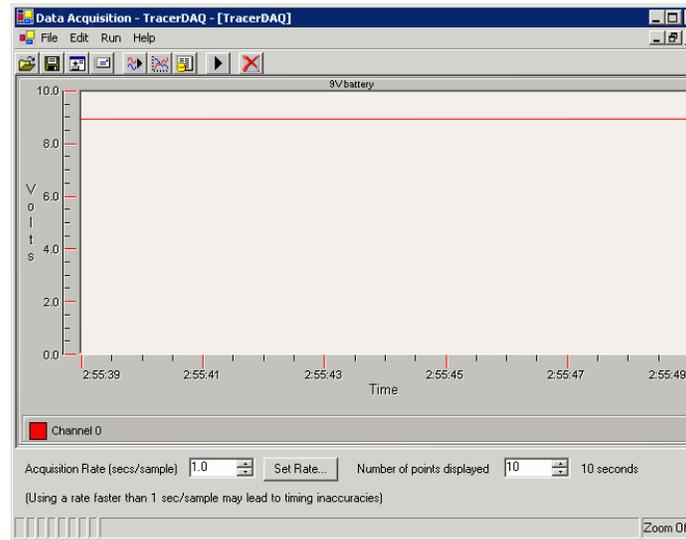 Data Acquisition - TracerDAQ - [TracerDAQ]
File Edit Run Help
9V battery
10.0
8.0
6.0
4.0
2.0
0.0
Volts
2:55:39 2:55:41 2:55:43 2:55:45 2:55:47 2:55:49
Time
Channel 0
Acquisition Rate (secs/sample) 1.0 Set Rate... Number of points displayed 10 10 seconds
(Using a rate faster than 1 sec/sample may lead to timing inaccuracies)
Zoom Of